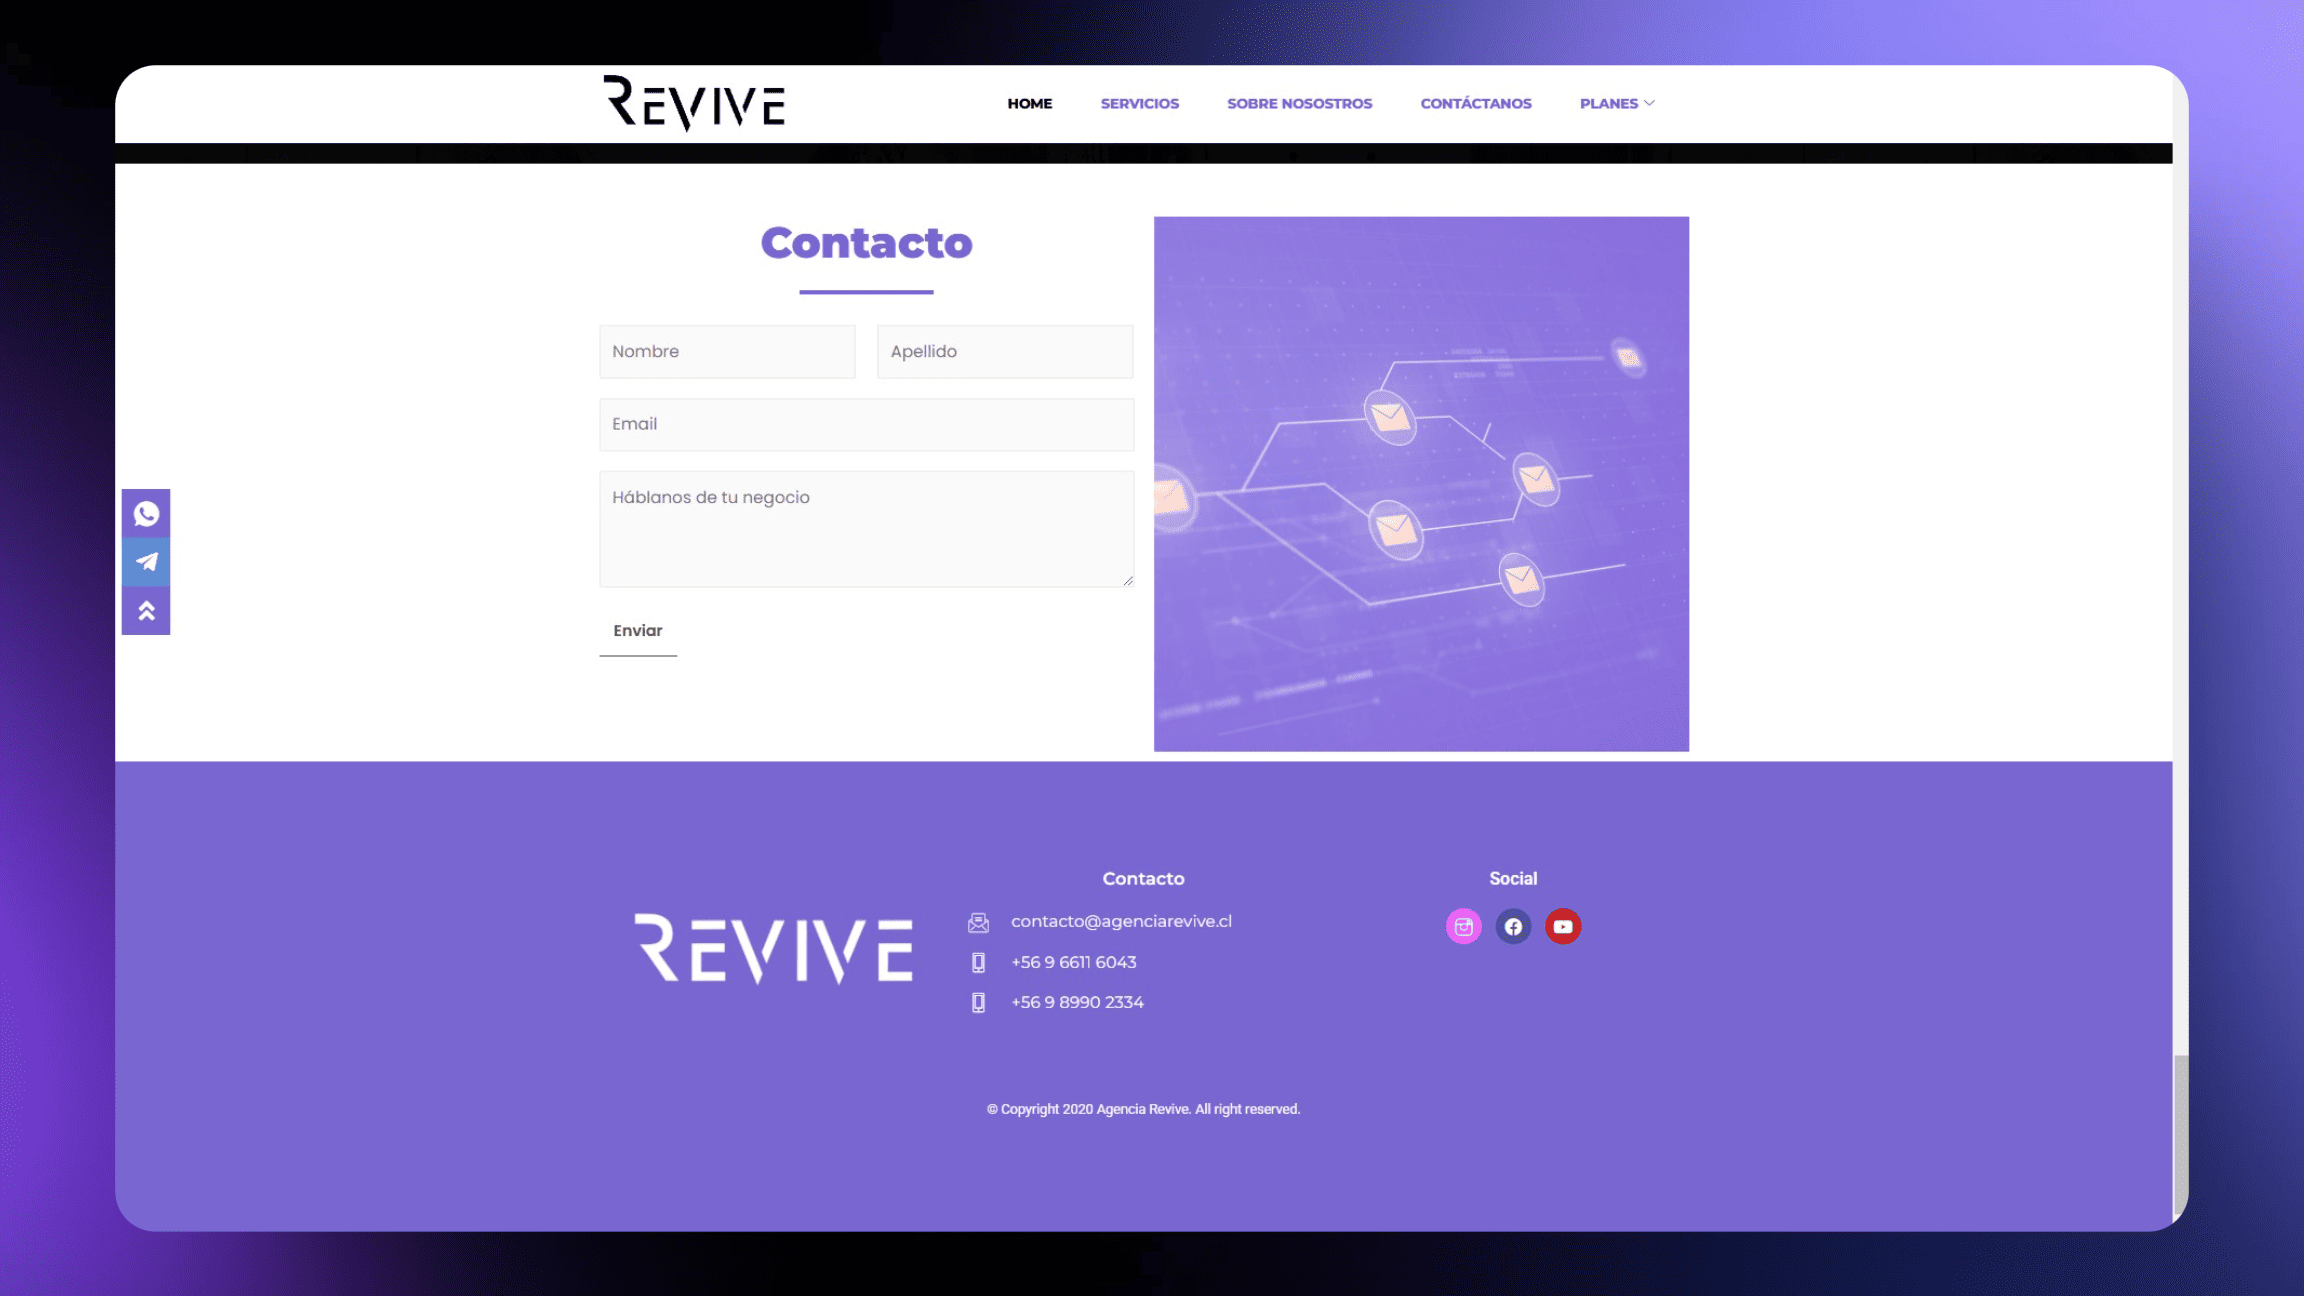 REVIVE
HOME SERVICIOS SOBRE NOSOSTROS CONTÁCTANOS PLANES
Contacto
Nombre Apellido
Email
Háblanos de tu negocio
Enviar
REVIVE
Contacto
contacto@agenciarevive.cl
+56 9 6611 6043
+56 9 8990 2334
Social
© Copyright 2020 Agencia Revive. All right reserved.